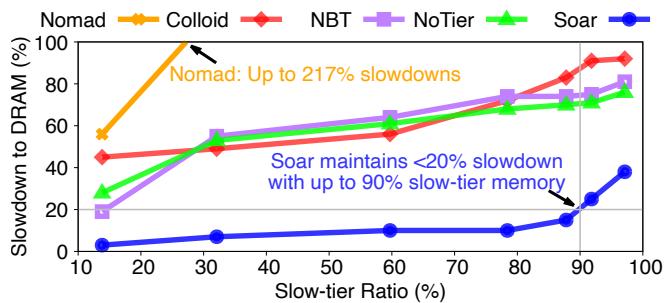 Nomad Colloid NBT NoTier Soar
Slowdown to DRAM (%)
100
80
60
40
20
0
Nomad: Up to 217% slowdowns
Soar maintains <20% slowdown
with up to 90% slow-tier memory
10 20 30 40 50 60 70 80 90 100
Slow-tier Ratio (%)